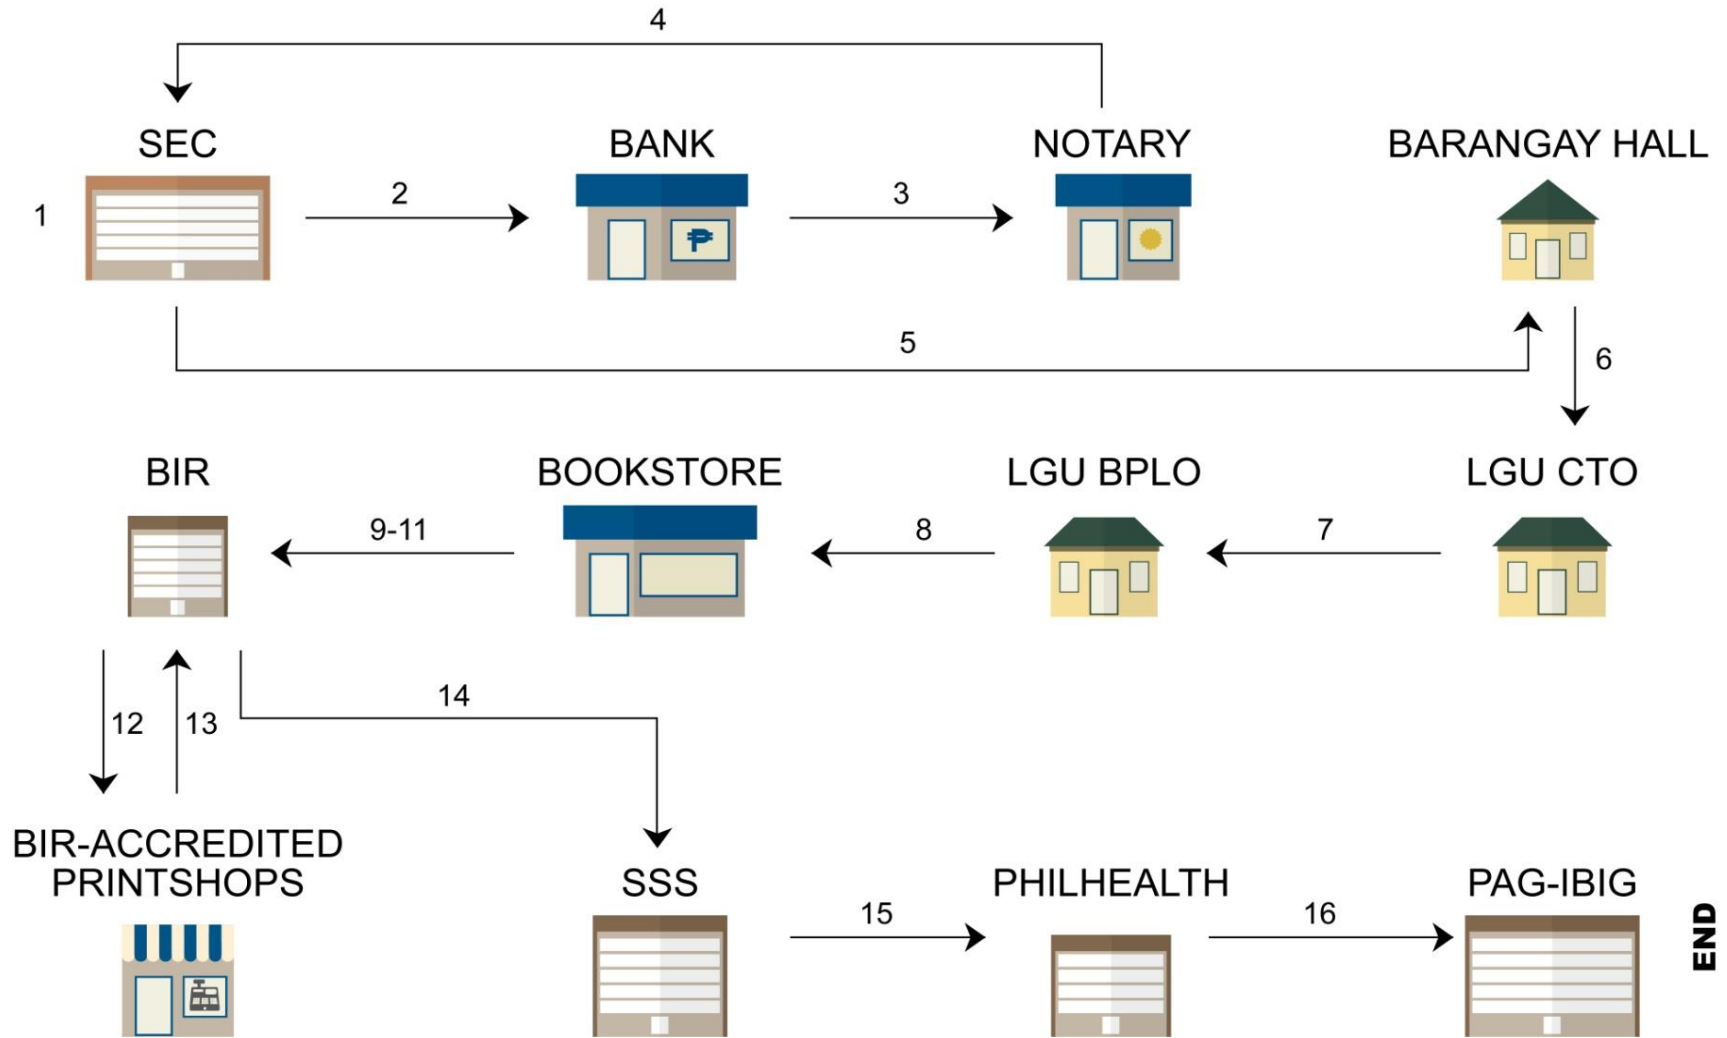 4
SEC
BANK
NOTARY
BARANGAY HALL
1
2
3
₱
5
6
BIR
BOOKSTORE
LGU BPLO
LGU CTO
9-11
8
7
12
13
14
BIR-ACCREDITED
PRINTSHOPS
SSS
PHILHEALTH
PAG-IBIG
15
16
END